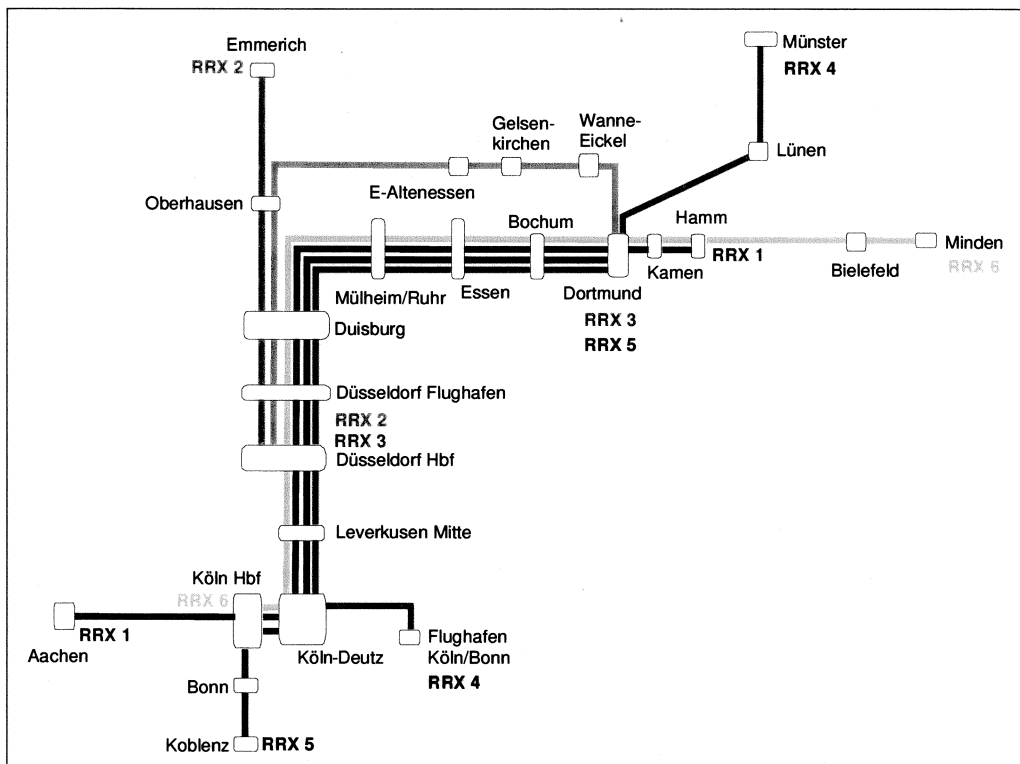 Emmerich
RRX 2
Münster
RRX 4
Gelsen-
kirchen
Wanne-
Eickel
Lünen
E-Altenessen
Oberhausen
Bochum
Hamm
RRX 1
Minden
RRX 6
Bielefeld
Kamen
Mülheim/Ruhr
Essen
Dortmund
RRX 3
RRX 5
Duisburg
Düsseldorf Flughafen
RRX 2
RRX 3
Düsseldorf Hbf
Leverkusen Mitte
Köln Hbf
RRX 6
RRX 1
Aachen
Köln-Deutz
Flughafen
Köln/Bonn
RRX 4
Bonn
Koblenz
RRX 5